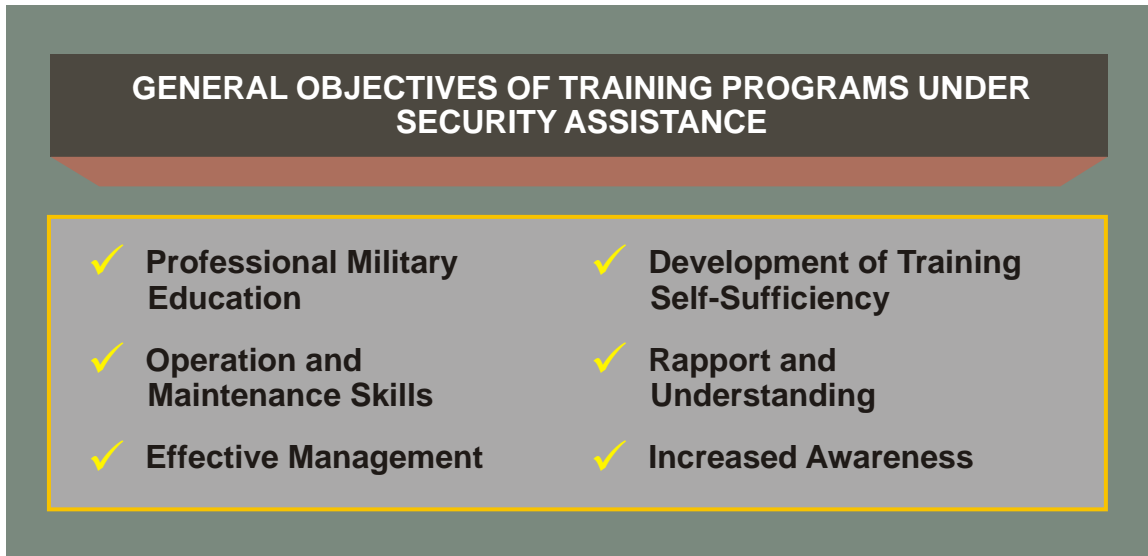 GENERAL OBJECTIVES OF TRAINING PROGRAMS UNDER
SECURITY ASSISTANCE
Professional Military
Education
Operation and
Maintenance Skills
Effective Management
Development of Training
Self-Sufficiency
Rapport and
Understanding
Increased Awareness